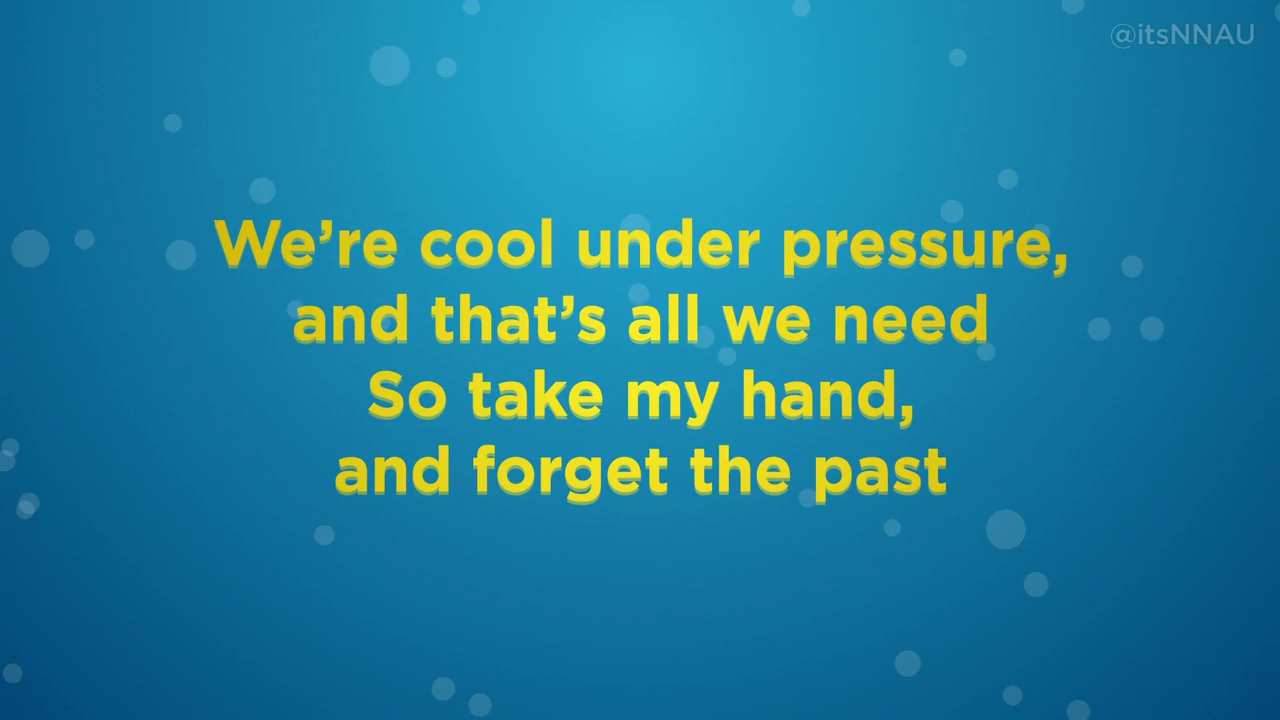 @itsNNAU
We’re cool under pressure,
and that’s all we need
So take my hand,
and forget the past